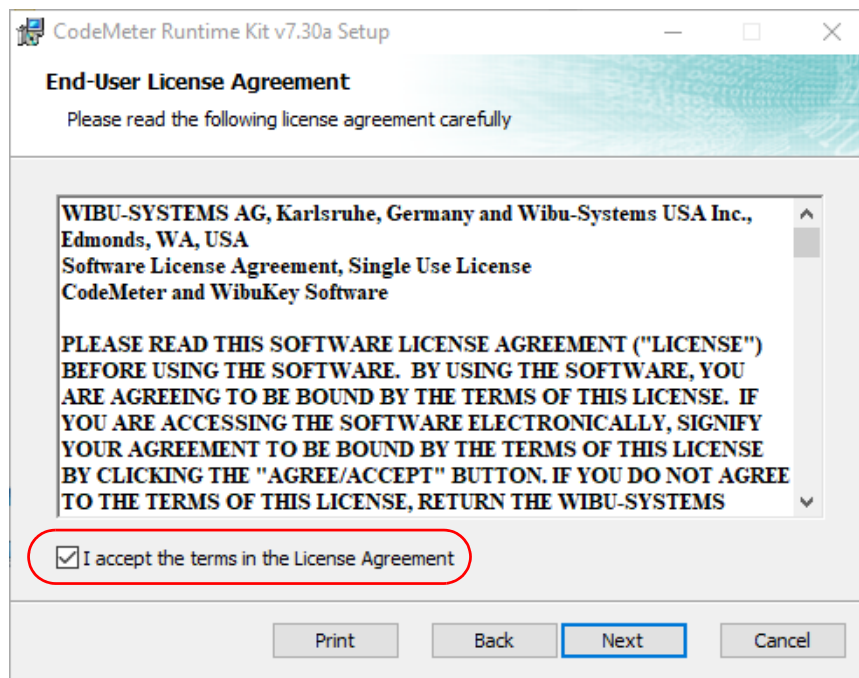 CodeMeter Runtime Kit v7.30a Setup
End-User License Agreement
Please read the following license agreement carefully
WIBU-SYSTEMS AG, Karlsruhe, Germany and Wibu-Systems USA Inc.,
Edmonds, WA, USA
Software License Agreement, Single Use License
CodeMeter and WibuKey Software
PLEASE READ THIS SOFTWARE LICENSE AGREEMENT ("LICENSE")
BEFORE USING THE SOFTWARE.  BY USING THE SOFTWARE, YOU
ARE AGREEING TO BE BOUND BY THE TERMS OF THIS LICENSE.  IF
YOU ARE ACCESSING THE SOFTWARE ELECTRONICALLY, SIGNIFY
YOUR AGREEMENT TO BE BOUND BY THE TERMS OF THIS LICENSE
BY CLICKING THE "AGREE/ACCEPT" BUTTON. IF YOU DO NOT AGREE
TO THE TERMS OF THIS LICENSE, RETURN THE WIBU-SYSTEMS
I accept the terms in the License Agreement
Print Back Next Cancel